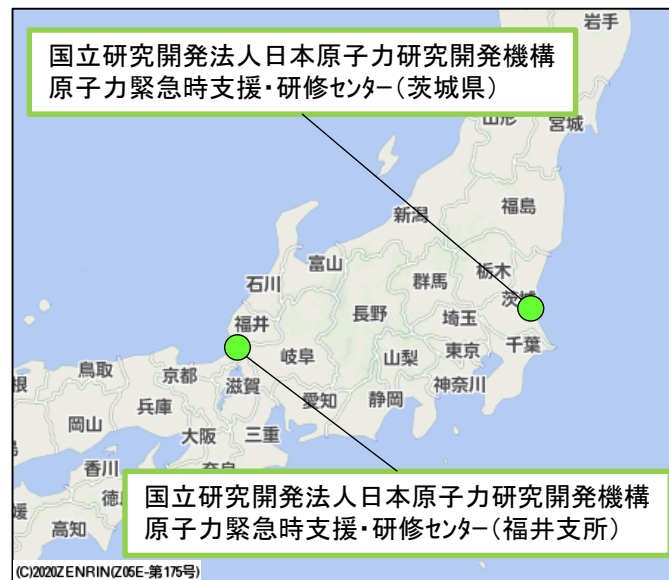 岩手
国立研究開発法人日本原子力研究開発機構
原子力緊急時支援・研修センター（茨城県）
山形
宮城
新潟
福島
富山
石川
群馬
栃木
茨城
長野
埼玉
福井
岐阜
山梨
東京
千葉
鳥取
京都
滋賀
神奈川
兵庫
愛知
静岡
岡山
大阪
三重
香川
奈良
高知
国立研究開発法人日本原子力研究開発機構
原子力緊急時支援・研修センター（福井支所）
(C)2020ZENRIN(Z05E-第175号)